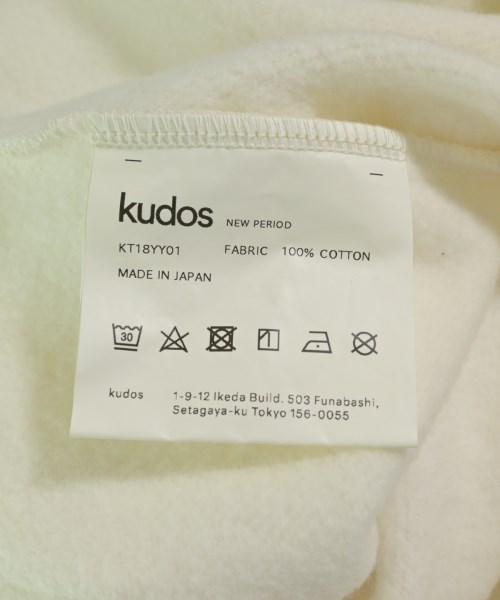 kudos NEW PERIOD
KT18YY01 FABRIC 100% COTTON
MADE IN JAPAN
30
kudos 1-9-12 Ikeda Build. 503 Funabashi,
Setagaya-ku Tokyo 156-0055